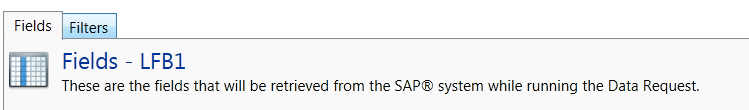 Fields Filters
Fields - LFB1
These are the fields that will be retrieved from the SAP® system while running the Data Request.